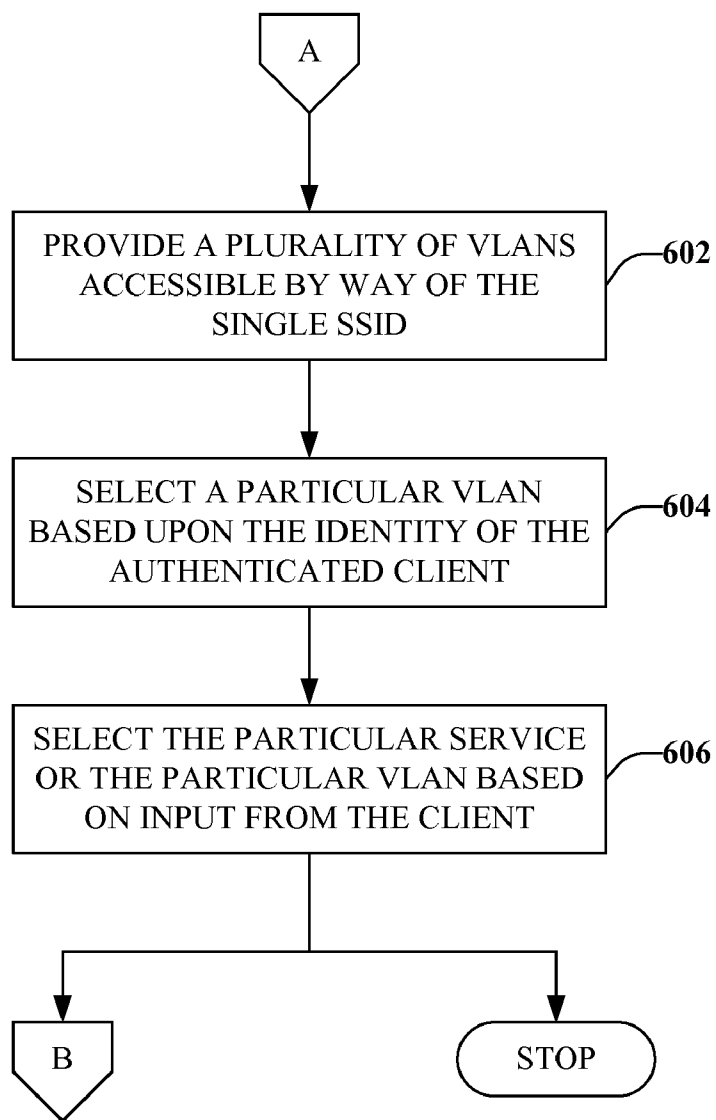 A
PROVIDE A PLURALITY OF VLANS
ACCESSIBLE BY WAY OF THE
SINGLE SSID
602
SELECT A PARTICULAR VLAN
BASED UPON THE IDENTITY OF THE
AUTHENTICATED CLIENT
604
SELECT THE PARTICULAR SERVICE
OR THE PARTICULAR VLAN BASED
ON INPUT FROM THE CLIENT
606
B
STOP